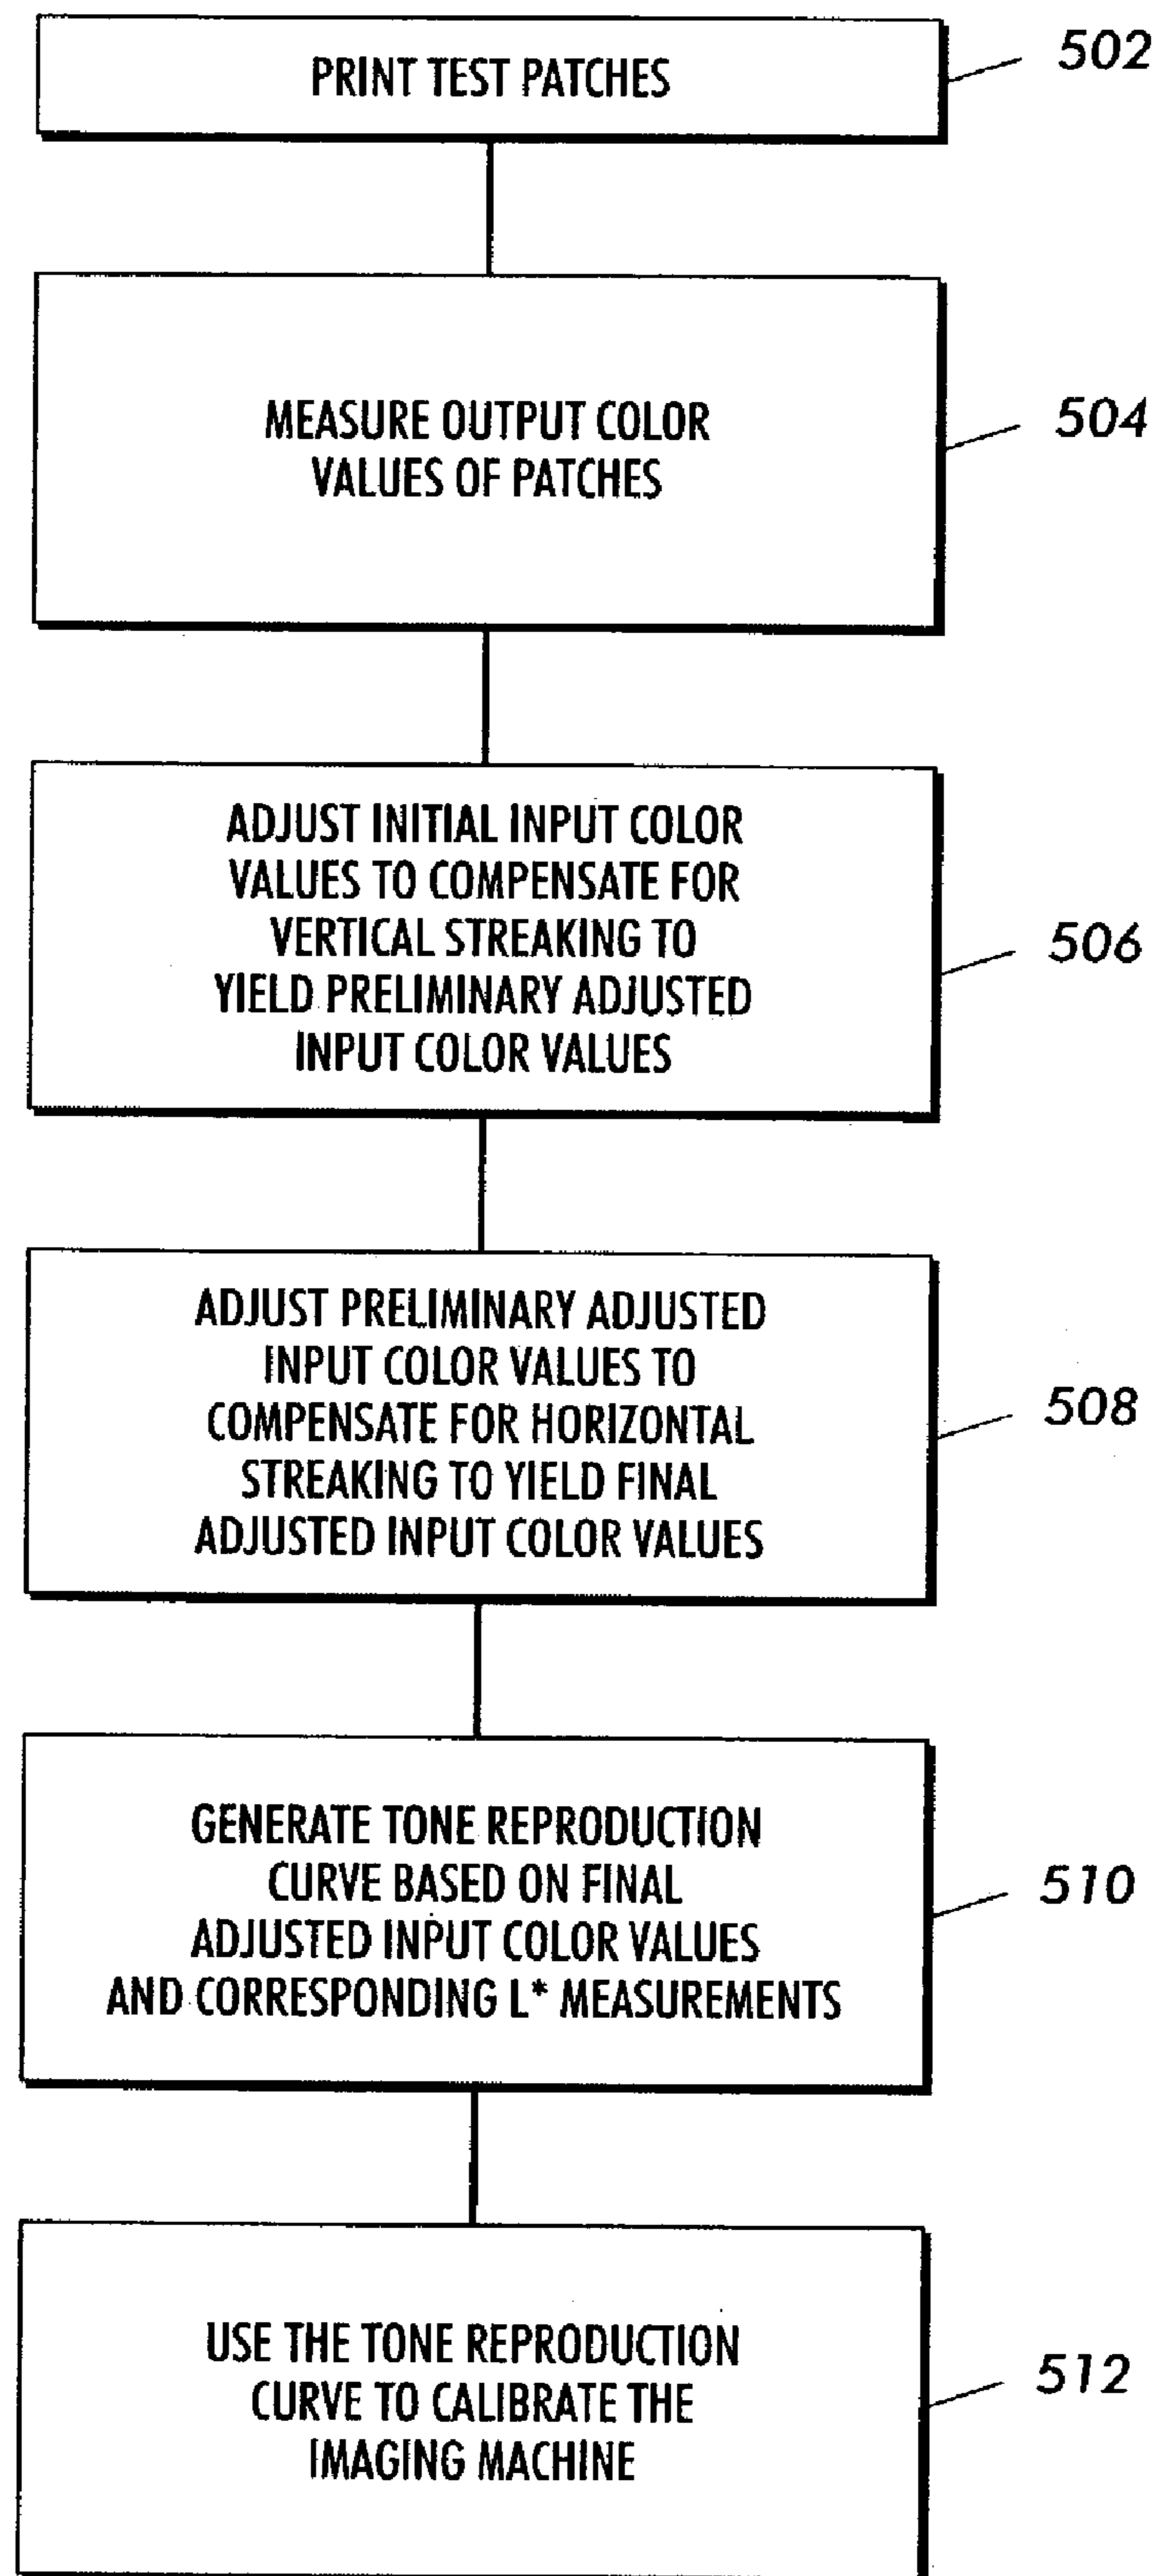 PRINT TEST PATCHES
502
MEASURE OUTPUT COLOR
VALUES OF PATCHES
504
ADJUST INITIAL INPUT COLOR
VALUES TO COMPENSATE FOR
VERTICAL STREAKING TO
YIELD PRELIMINARY ADJUSTED
INPUT COLOR VALUES
506
ADJUST PRELIMINARY ADJUSTED
INPUT COLOR VALUES TO
COMPENSATE FOR HORIZONTAL
STREAKING TO YIELD FINAL
ADJUSTED INPUT COLOR VALUES
508
GENERATE TONE REPRODUCTION
CURVE BASED ON FINAL
ADJUSTED INPUT COLOR VALUES
AND CORRESPONDING L* MEASUREMENTS
510
USE THE TONE REPRODUCTION
CURVE TO CALIBRATE THE
IMAGING MACHINE
512